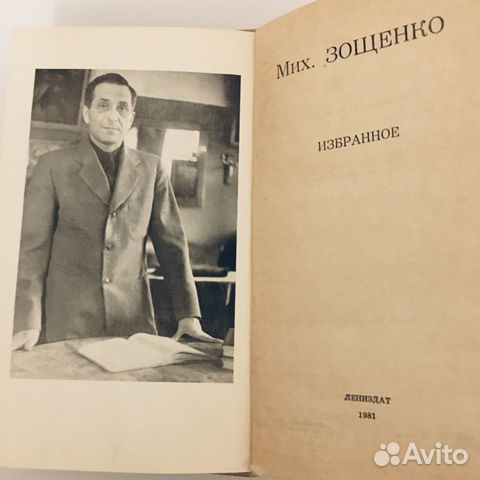 Мих. ЗОЩЕНКО
ИЗБРАННОЕ
ЛЕНИЗДАТ
1981
Avito